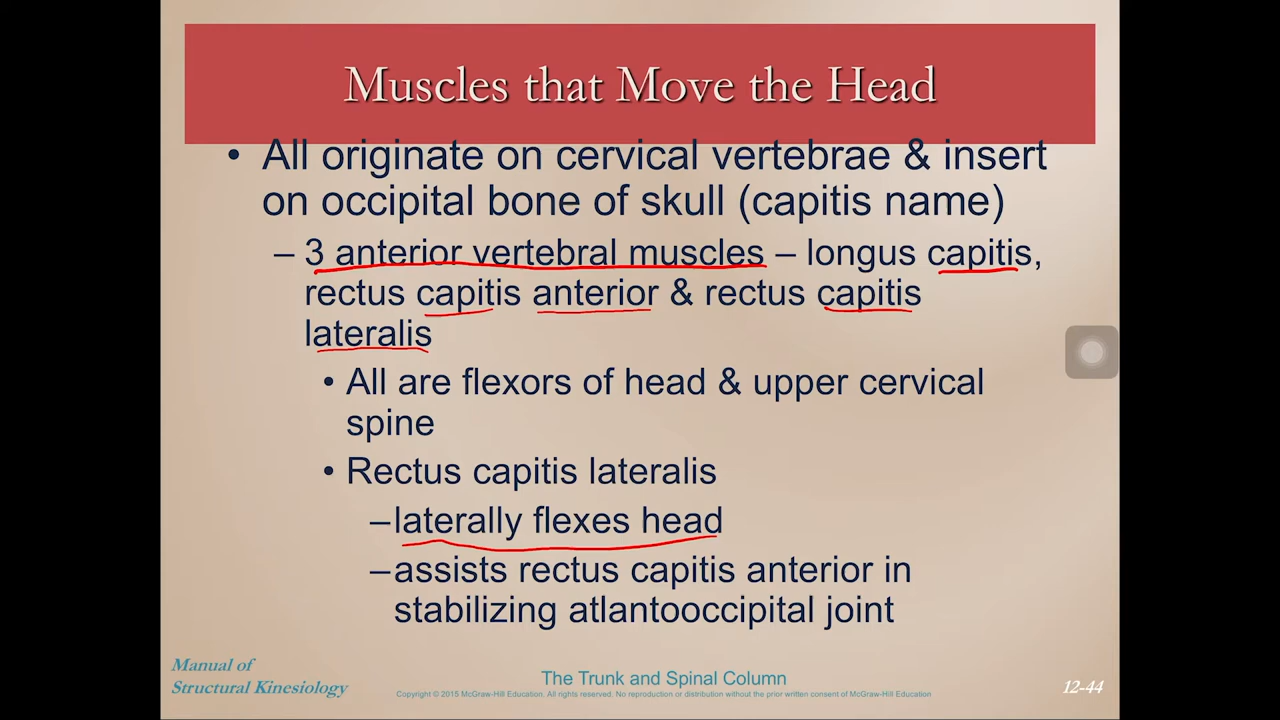 Muscles that Move the Head
• All originate on cervical vertebrae & insert
on occipital bone of skull (capitis name)
– 3 anterior vertebral muscles – longus capitis,
rectus capitis anterior & rectus capitis
lateralis
• All are flexors of head & upper cervical
spine
• Rectus capitis lateralis
–laterally flexes head
–assists rectus capitis anterior in
stabilizing atlantooccipital joint
Manual of
Structural Kinesiology
The Trunk and Spinal Column
Copyright © 2015 McGraw-Hill Education. All rights reserved. No reproduction or distribution without the prior written consent of McGraw-Hill Education
12-44